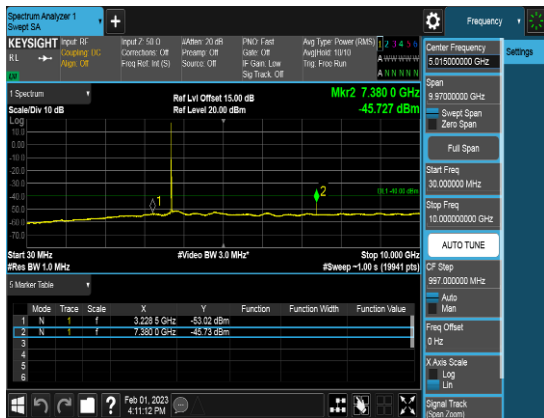 Spectrum Analyzer 1
Swept SA
+
Frequency
KEYSIGHT
RL
LXI
Input: RF
Coupling: DC
Align: Off
Input Z: 50 Ω
Corrections: Off
Freq Ref: Int (S)
#Atten: 20 dB
Preamp: Off
Source: Off
PNO: Fast
Gate: Off
IF Gain: Low
Sig Track: Off
Avg Type: Power (RMS)
Avg|Hold: 10/10
Trig: Free Run
1 2 3 4 5 6
A W W W W W
A N N N N N
1 Spectrum
Scale/Div 10 dB
Ref Lvl Offset 15.00 dB
Ref Level 20.00 dBm
Mkr2 7.380 0 GHz
-45.727 dBm
Log
10.0
0.00
-10.0
-20.0
-30.0
-40.0
-50.0
-60.0
-70.0
1
2
DL1 -40.00 dBm
Start 30 MHz
#Res BW 1.0 MHz
#Video BW 3.0 MHz*
Stop 10.000 GHz
#Sweep ~1.00 s (19941 pts)
5 Marker Table
Mode Trace Scale X Y Function Function Width Function Value
1 N 1 f 3.228 5 GHz -53.02 dBm
2 N 1 f 7.380 0 GHz -45.73 dBm
3
4
5
6
Feb 01, 2023
4:11:12 PM
Settings
Center Frequency
5.015000000 GHz
Span
9.97000000 GHz
Swept Span
Zero Span
Full Span
Start Freq
30.000000 MHz
Stop Freq
10.000000000 GHz
AUTO TUNE
CF Step
997.000000 MHz
Auto
Man
Freq Offset
0 Hz
X Axis Scale
Log
Lin
Signal Track
(Span Zoom)